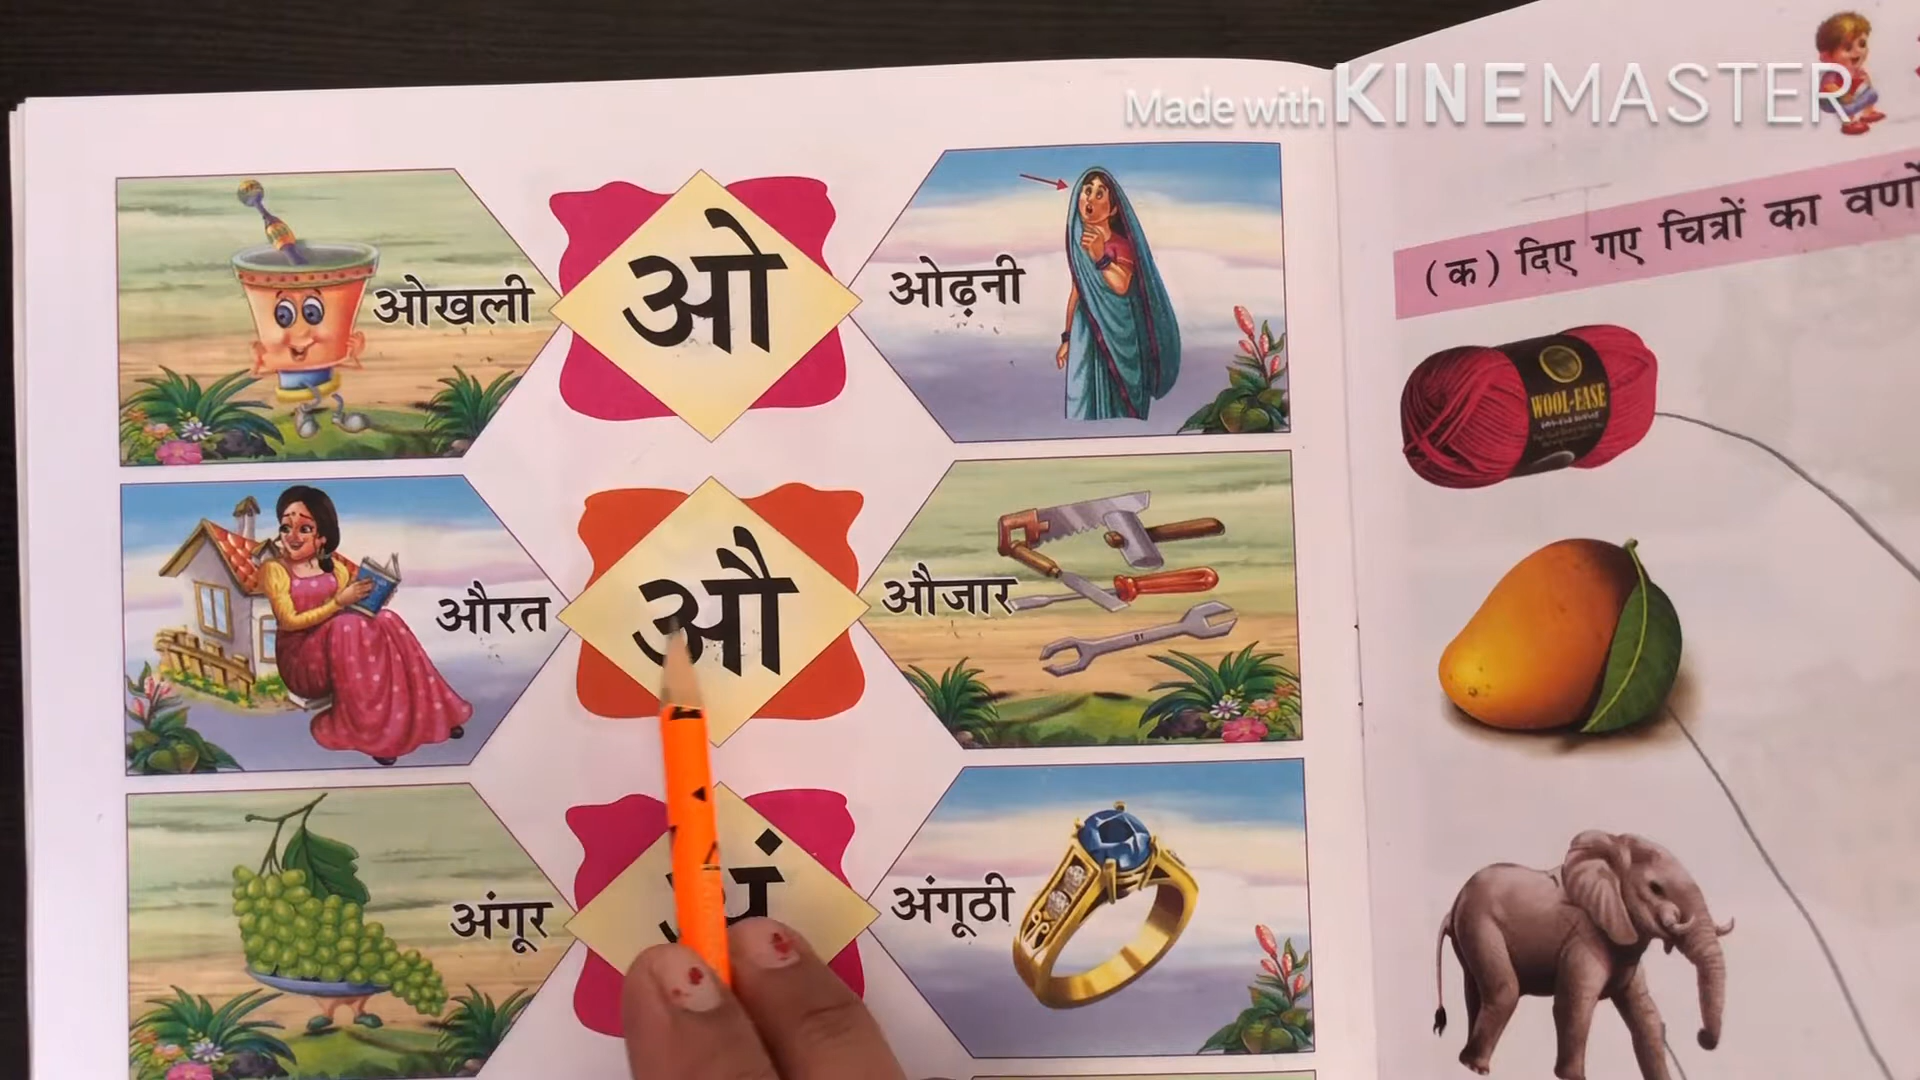 Made with KINEMASTER
ओखली ओ ओढ़नी
औरत औ औजार
अंगूर अं अंगूठी
(क) दिए गए चित्रों का
WOOL-EASE